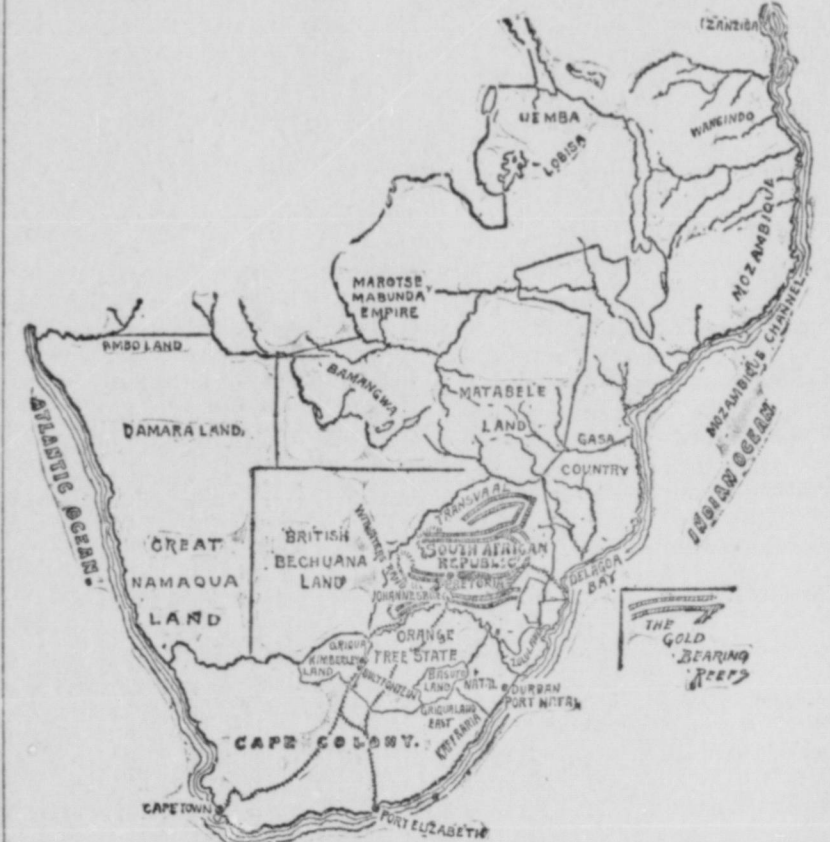 ZANZIBA
UEMBA
WANGINDO
LOBISA
MOZAMBIQUE
MAROTSE
MABUNDA
EMPIRE
MOZAMBIQUE CHANNEL
AMBO LAND
BAMANGWA
MATABELE
LAND
ATLANTIC OCEAN.
DAMARA LAND.
GASA
COUNTRY
INDIAN OCEAN
TRANSVAAL
BRITISH
BECHUANA
LAND
SOUTH AFRICAN
REPUBLIC
GREAT
NAMAQUA
LAND
PRETORIA
JOHANNESBURG
DELAGOA
BAY
THE
GOLD
BEARING
REEFS
ORANGE
FREE STATE
GRIQUA
KIMBERLEY
LAND
BASUTO
LAND
NATAL
DURBAN
PORT NATAL
GRIQUALAND
EAST
KAFFRARIA
CAPE COLONY.
CAPETOWN
PORT ELIZABETH